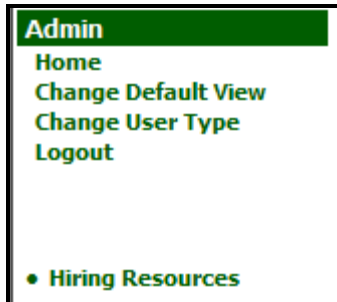 Admin
Home
Change Default View
Change User Type
Logout
• Hiring Resources